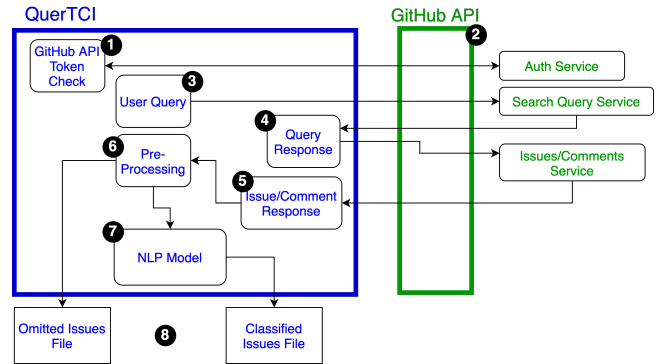 QuerTCI
GitHub API
1
2
GitHub API
Token
Check
Auth Service
3
User Query
Search Query Service
4
Query
Response
6
Pre-
Processing
Issues/Comments
Service
5
Issue/Comment
Response
7
NLP Model
Omitted Issues
File
8
Classified
Issues File